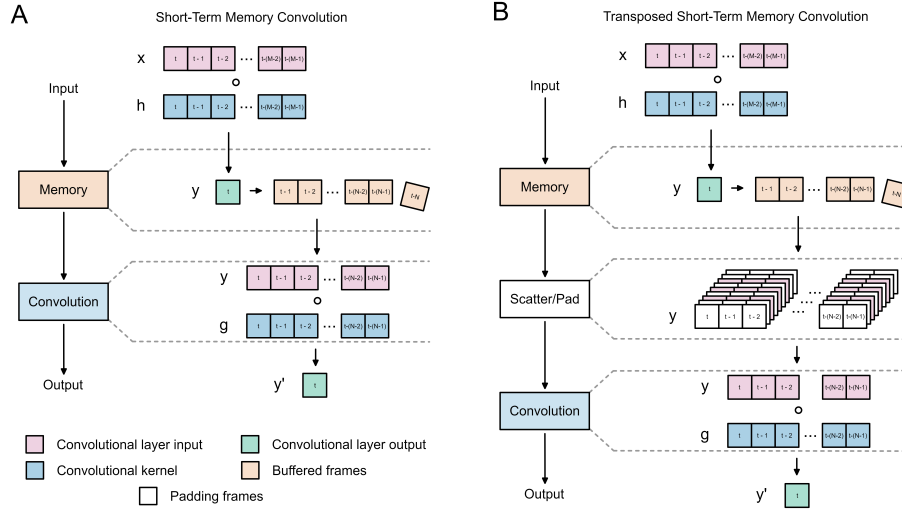 A
Short-Term Memory Convolution
x
t
t - 1
t - 2
...
t-(M-2)
t-(M-1)
Input
h
t
t - 1
t - 2
...
t-(M-2)
t-(M-1)
Memory
y
t
t - 1
t - 2
...
t-(N-2)
t-(N-1)
t-N
y
t
t - 1
t - 2
...
t-(N-2)
t-(N-1)
Convolution
g
t
t - 1
t - 2
...
t-(N-2)
t-(N-1)
Output
y'
t
Convolutional layer input
Convolutional layer output
Convolutional kernel
Buffered frames
Padding frames
B
Transposed Short-Term Memory Convolution
x
t
t - 1
t - 2
...
t-(M-2)
t-(M-1)
Input
h
t
t - 1
t - 2
...
t-(M-2)
t-(M-1)
Memory
y
t
t - 1
t - 2
...
t-(N-2)
t-(N-1)
t-N
Scatter/Pad
...
...
y
t
t - 1
t - 2
...
t-(N-2)
t-(N-1)
y
t
t - 1
t - 2
t-(N-2)
t-(N-1)
Convolution
g
t
t - 1
t - 2
...
t-(N-2)
t-(N-1)
Output
y'
t